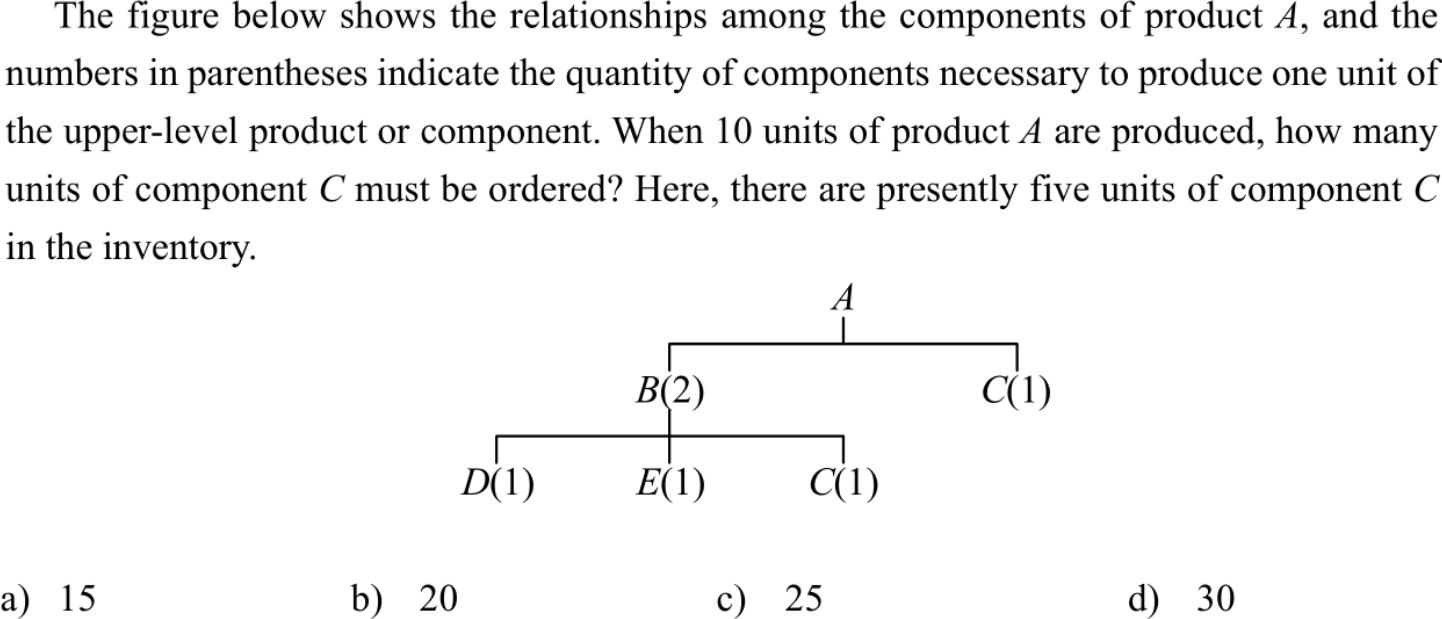 The figure below shows the relationships among the components of product A, and the
numbers in parentheses indicate the quantity of components necessary to produce one unit of
the upper-level product or component. When 10 units of product A are produced, how many
units of component C must be ordered? Here, there are presently five units of component C
in the inventory.
A
B(2) C(1)
D(1) E(1) C(1)
a) 15 b) 20 c) 25 d) 30